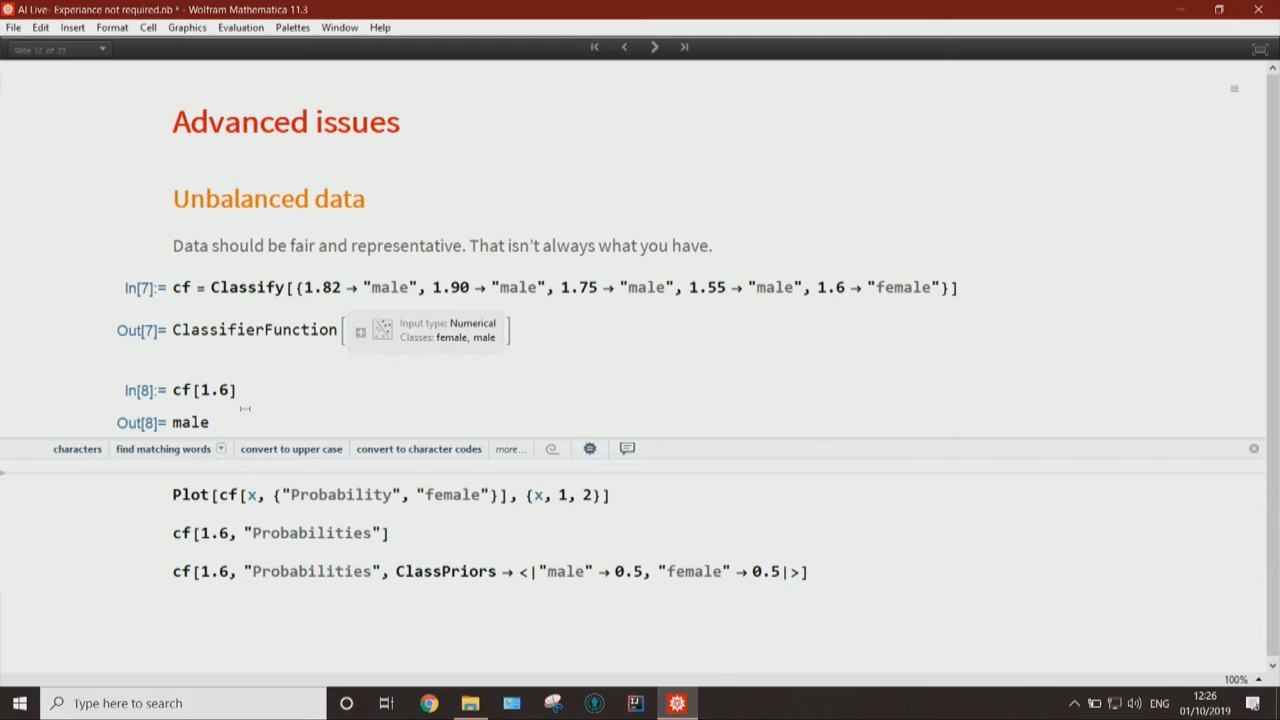 AI Live- Experiance not required.nb * - Wolfram Mathematica 11.3
File Edit Insert Format Cell Graphics Evaluation Palettes Window Help
Slide 12 of 23
Advanced issues
Unbalanced data
Data should be fair and representative. That isn't always what you have.
In[7]:= cf = Classify[{1.82 → "male", 1.90 → "male", 1.75 → "male", 1.55 → "male", 1.6 → "female"}]
Out[7]= ClassifierFunction[
Input type: Numerical
Classes: female, male
]
In[8]:= cf[1.6]
Out[8]= male
characters find matching words convert to upper case convert to character codes more...
Plot[cf[x, {"Probability", "female"}], {x, 1, 2}]
cf[1.6, "Probabilities"]
cf[1.6, "Probabilities", ClassPriors → <|"male" → 0.5, "female" → 0.5|>]
100%
Type here to search
ENG
12:26
01/10/2019